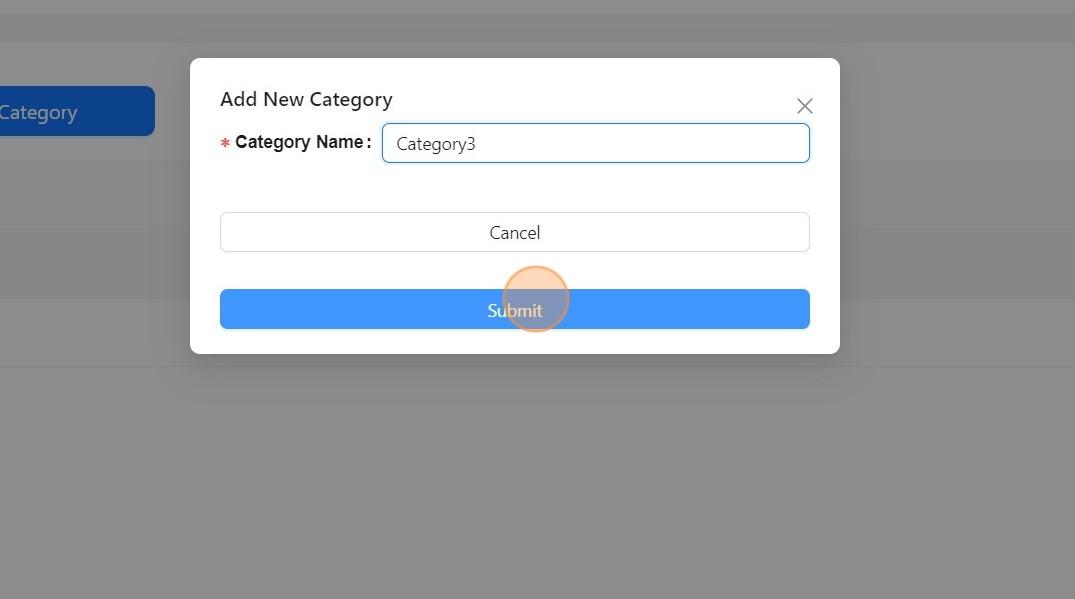 Add New Category
Category
* Category Name :
Category3
Cancel
Submit